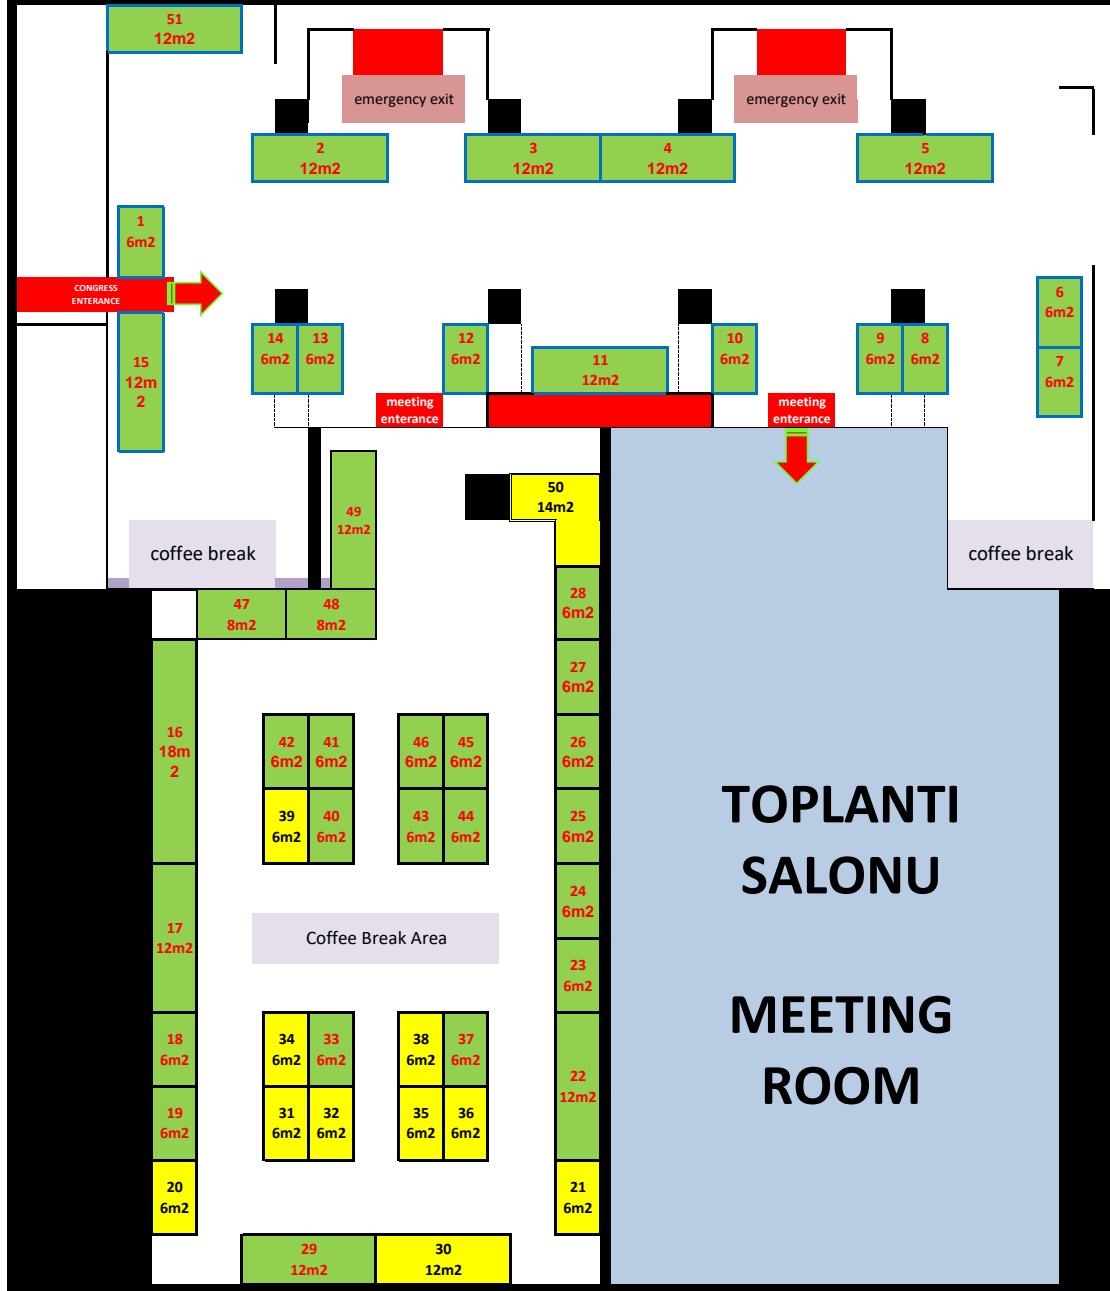 51
12m2
emergency exit
emergency exit
2
12m2
3
12m2
4
12m2
5
12m2
1
6m2
CONGRESS
ENTERANCE
6
6m2
7
6m2
14
6m2
13
6m2
12
6m2
11
12m2
10
6m2
9
6m2
8
6m2
15
12m
2
meeting
enterance
meeting
enterance
50
14m2
49
12m2
coffee break
coffee break
47
8m2
48
8m2
28
6m2
27
6m2
16
18m
2
42
6m2
41
6m2
46
6m2
45
6m2
26
6m2
39
6m2
40
6m2
43
6m2
44
6m2
25
6m2
TOPLANTI
SALONU
MEETING
ROOM
24
6m2
17
12m2
Coffee Break Area
23
6m2
18
6m2
34
6m2
33
6m2
38
6m2
37
6m2
22
12m2
19
6m2
31
6m2
32
6m2
35
6m2
36
6m2
20
6m2
21
6m2
29
12m2
30
12m2